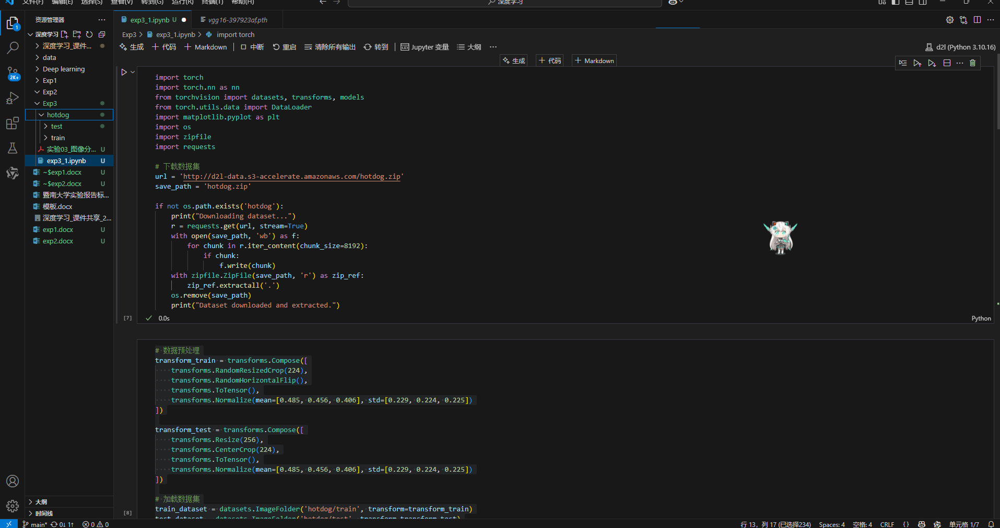 文件(F) 编辑(E) 选择(S) 查看(V) 转到(G) 运行(R) 终端(T) 帮助(H)
深度学习
资源管理器
exp3_1.ipynb U
vgg16-397923af.pth
深度学习
Exp3 > exp3_1.ipynb > import torch
深度学习_课件...
生成 代码 Markdown 中断 重启 清除所有输出 转到 Jupyter 变量 大纲 ...
d2l (Python 3.10.16)
data
生成 代码 Markdown
Deep learning
Exp1
Exp2
Exp3
hotdog
test
train
实验03_图像分... U
exp3_1.ipynb U
~$exp1.docx U
~$exp2.docx U
暨南大学实验报告标...
模板.docx
深度学习_课件共享_2...
exp1.docx U
exp2.docx U
1
2K+
import torch
import torch.nn as nn
from torchvision import datasets, transforms, models
from torch.utils.data import DataLoader
import matplotlib.pyplot as plt
import os
import zipfile
import requests
# 下载数据集
url = 'http://d2l-data.s3-accelerate.amazonaws.com/hotdog.zip'
save_path = 'hotdog.zip'
if not os.path.exists('hotdog'):
print("Downloading dataset...")
r = requests.get(url, stream=True)
with open(save_path, 'wb') as f:
for chunk in r.iter_content(chunk_size=8192):
if chunk:
f.write(chunk)
with zipfile.ZipFile(save_path, 'r') as zip_ref:
zip_ref.extractall('.')
os.remove(save_path)
print("Dataset downloaded and extracted.")
[7] 0.0s
Python
# 数据预处理
transform_train = transforms.Compose([
transforms.RandomResizedCrop(224),
transforms.RandomHorizontalFlip(),
transforms.ToTensor(),
transforms.Normalize(mean=[0.485, 0.456, 0.406], std=[0.229, 0.224, 0.225])
])
transform_test = transforms.Compose([
transforms.Resize(256),
transforms.CenterCrop(224),
transforms.ToTensor(),
transforms.Normalize(mean=[0.485, 0.456, 0.406], std=[0.229, 0.224, 0.225])
])
# 加载数据集
train_dataset = datasets.ImageFolder('hotdog/train', transform=transform_train)
test_dataset = datasets.ImageFolder('hotdog/test', transform=transform_test)
[8]
大纲
时间线
main* 0↓ 1↑ 0 0
行 13，列 17 (已选择234) Spaces: 4 空格: 4 CRLF {} 单元格 1/7